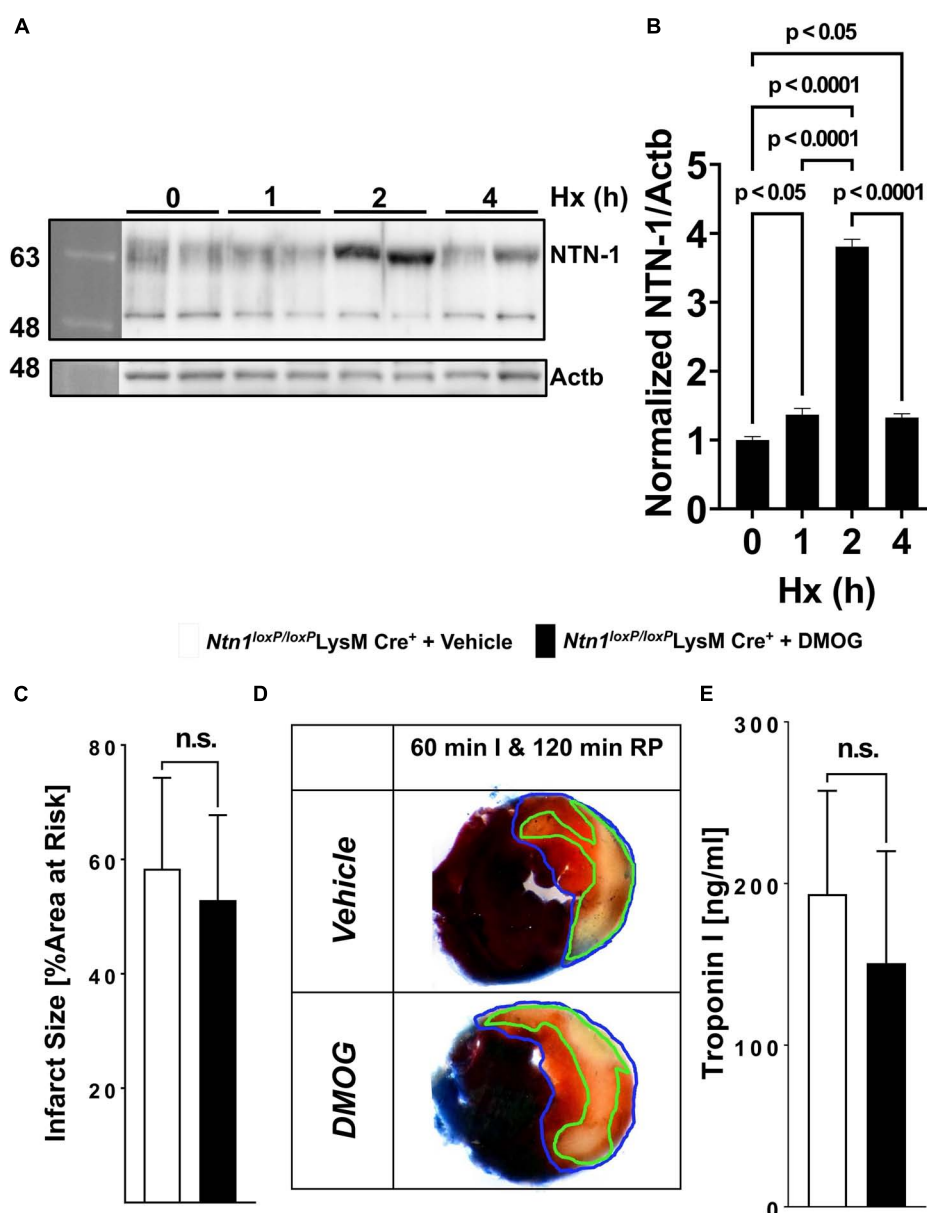 A
0 1 2 4 Hx (h)
63
48
NTN-1
48
Actb
B
p < 0.05
p < 0.0001
p < 0.0001
p < 0.05
p < 0.0001
Normalized NTN-1/Actb
5
4
3
2
1
0
0 1 2 4
Hx (h)
Ntn1loxP/loxPLysM Cre+ + Vehicle
Ntn1loxP/loxPLysM Cre+ + DMOG
C
Infarct Size [%Area at Risk]
80
60
40
20
n.s.
D
60 min I & 120 min RP
Vehicle
DMOG
E
Troponin I [ng/ml]
300
200
100
0
n.s.